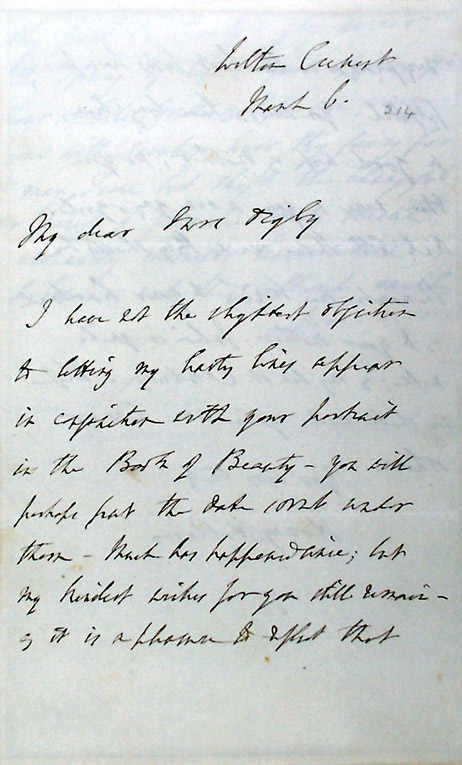 Wilton Crescent
March 6.
214
My dear Mrs Digby
I have not the slightest objection
to letting my hasty lines appear
in conjunction with your portrait
in the Book of Beauty – you will
perhaps put the date under
them – Much has happened since; but
my kindest wishes for you still remain –
& it is a pleasure to reflect that